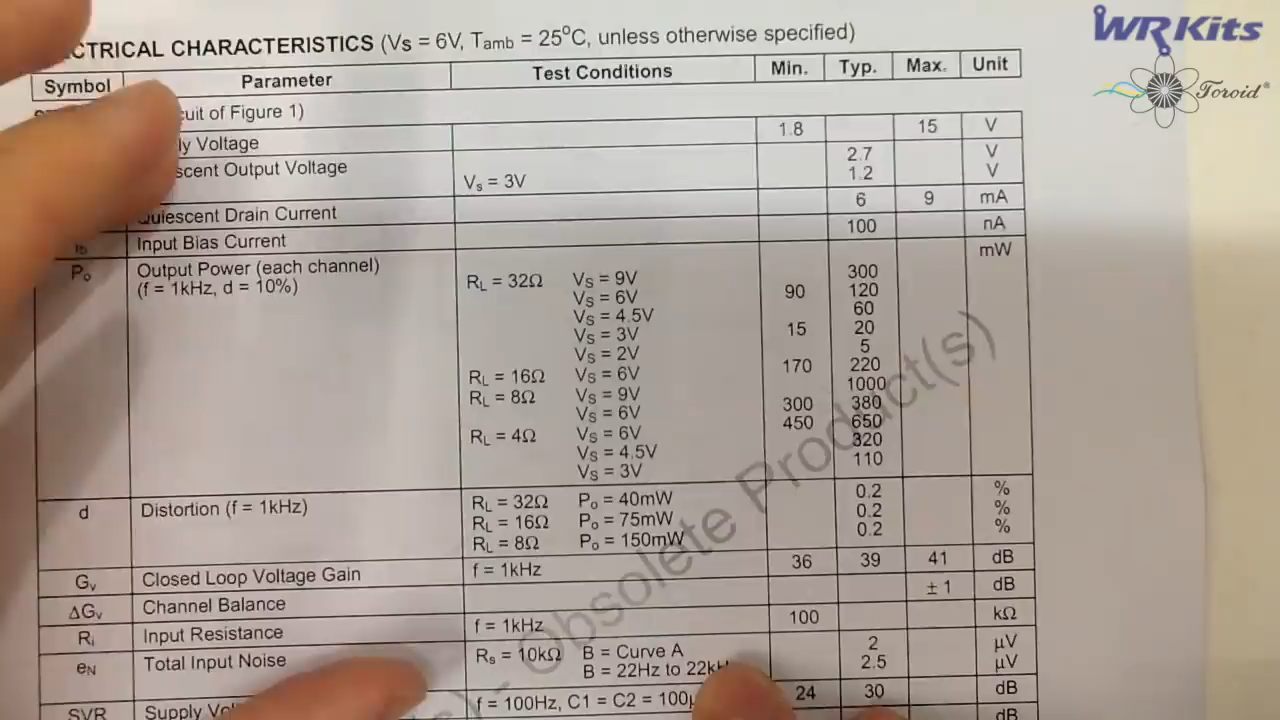 WR Kits
Toroid®
CTRICAL CHARACTERISTICS (Vs = 6V, Tamb = 25°C, unless otherwise specified)
Symbol Parameter Test Conditions Min. Typ. Max. Unit
cuit of Figure 1)
ly Voltage 1.8 15 V
scent Output Voltage 2.7 V
Vs = 3V 1.2 V
Quiescent Drain Current 6 9 mA
Ib Input Bias Current 100 nA
Po Output Power (each channel) mW
(f = 1kHz, d = 10%)
RL = 32Ω Vs = 9V 300
Vs = 6V 90 120
Vs = 4.5V 60
Vs = 3V 15 20
Vs = 2V 5
RL = 16Ω Vs = 6V 170 220
RL = 8Ω Vs = 9V 1000
Vs = 6V 300 380
RL = 4Ω Vs = 6V 450 650
Vs = 4.5V 320
Vs = 3V 110
d Distortion (f = 1kHz) RL = 32Ω Po = 40mW 0.2 %
RL = 16Ω Po = 75mW 0.2 %
RL = 8Ω Po = 150mW 0.2 %
Gv Closed Loop Voltage Gain f = 1kHz 36 39 41 dB
ΔGv Channel Balance ± 1 dB
Ri Input Resistance f = 1kHz 100 kΩ
eN Total Input Noise Rs = 10kΩ B = Curve A 2 μV
B = 22Hz to 22kH 2.5 μV
SVR Supply Vol f = 100Hz, C1 = C2 = 100μ 24 30 dB
dB
s) - Obsolete Product(s)